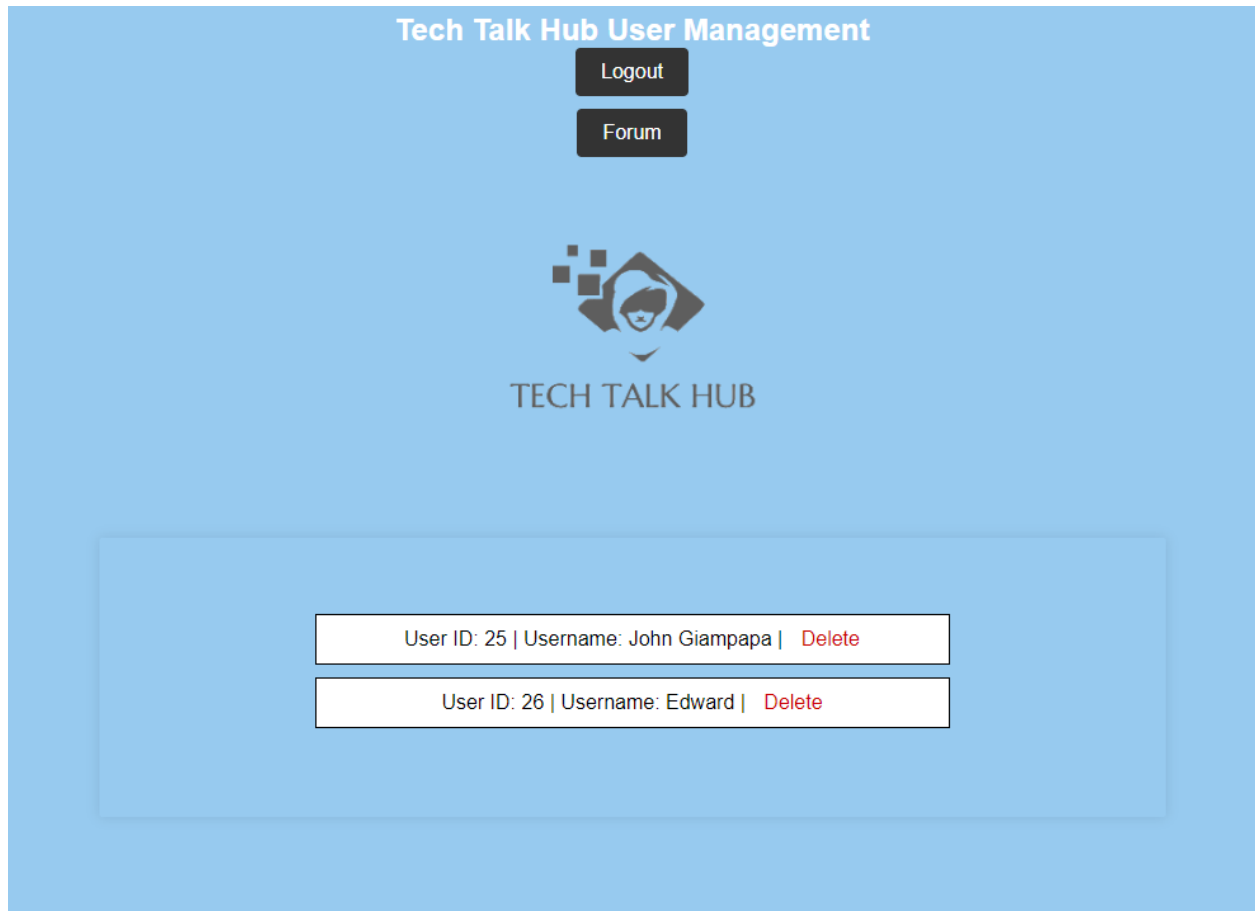 Tech Talk Hub User Management
Logout
Forum
TECH TALK HUB
User ID: 25 | Username: John Giampapa | Delete
User ID: 26 | Username: Edward | Delete